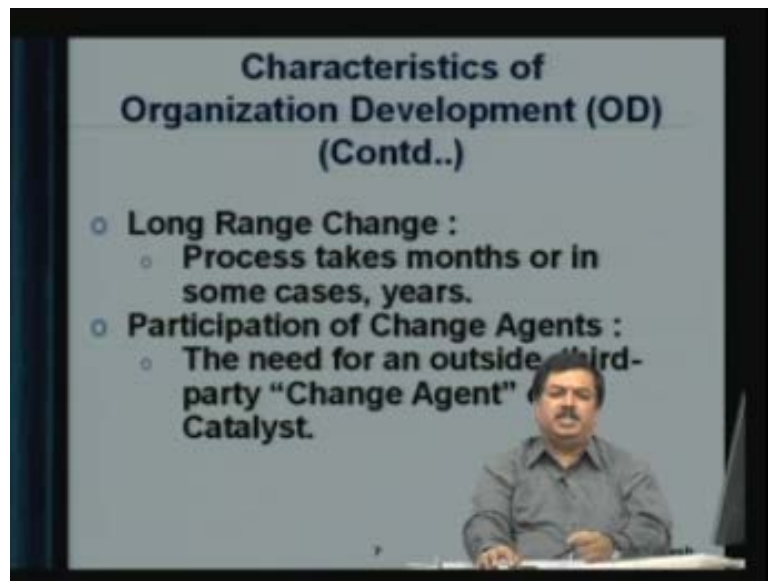 Characteristics of
Organization Development (OD)
(Contd..)
o Long Range Change :
o Process takes months or in
some cases, years.
o Participation of Change Agents :
o The need for an outside,
party “Change Agent”
Catalyst.
7